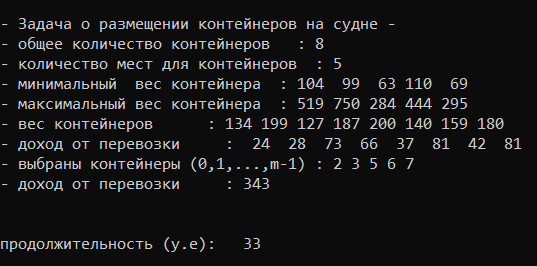 - Задача о размещении контейнеров на судне -
- общее количество контейнеров : 8
- количество мест для контейнеров : 5
- минимальный вес контейнера : 104 99 63 110 69
- максимальный вес контейнера : 519 750 284 444 295
- вес контейнеров : 134 199 127 187 200 140 159 180
- доход от перевозки : 24 28 73 66 37 81 42 81
- выбраны контейнеры (0,1,...,m-1) : 2 3 5 6 7
- доход от перевозки : 343
продолжительность (у.е): 33